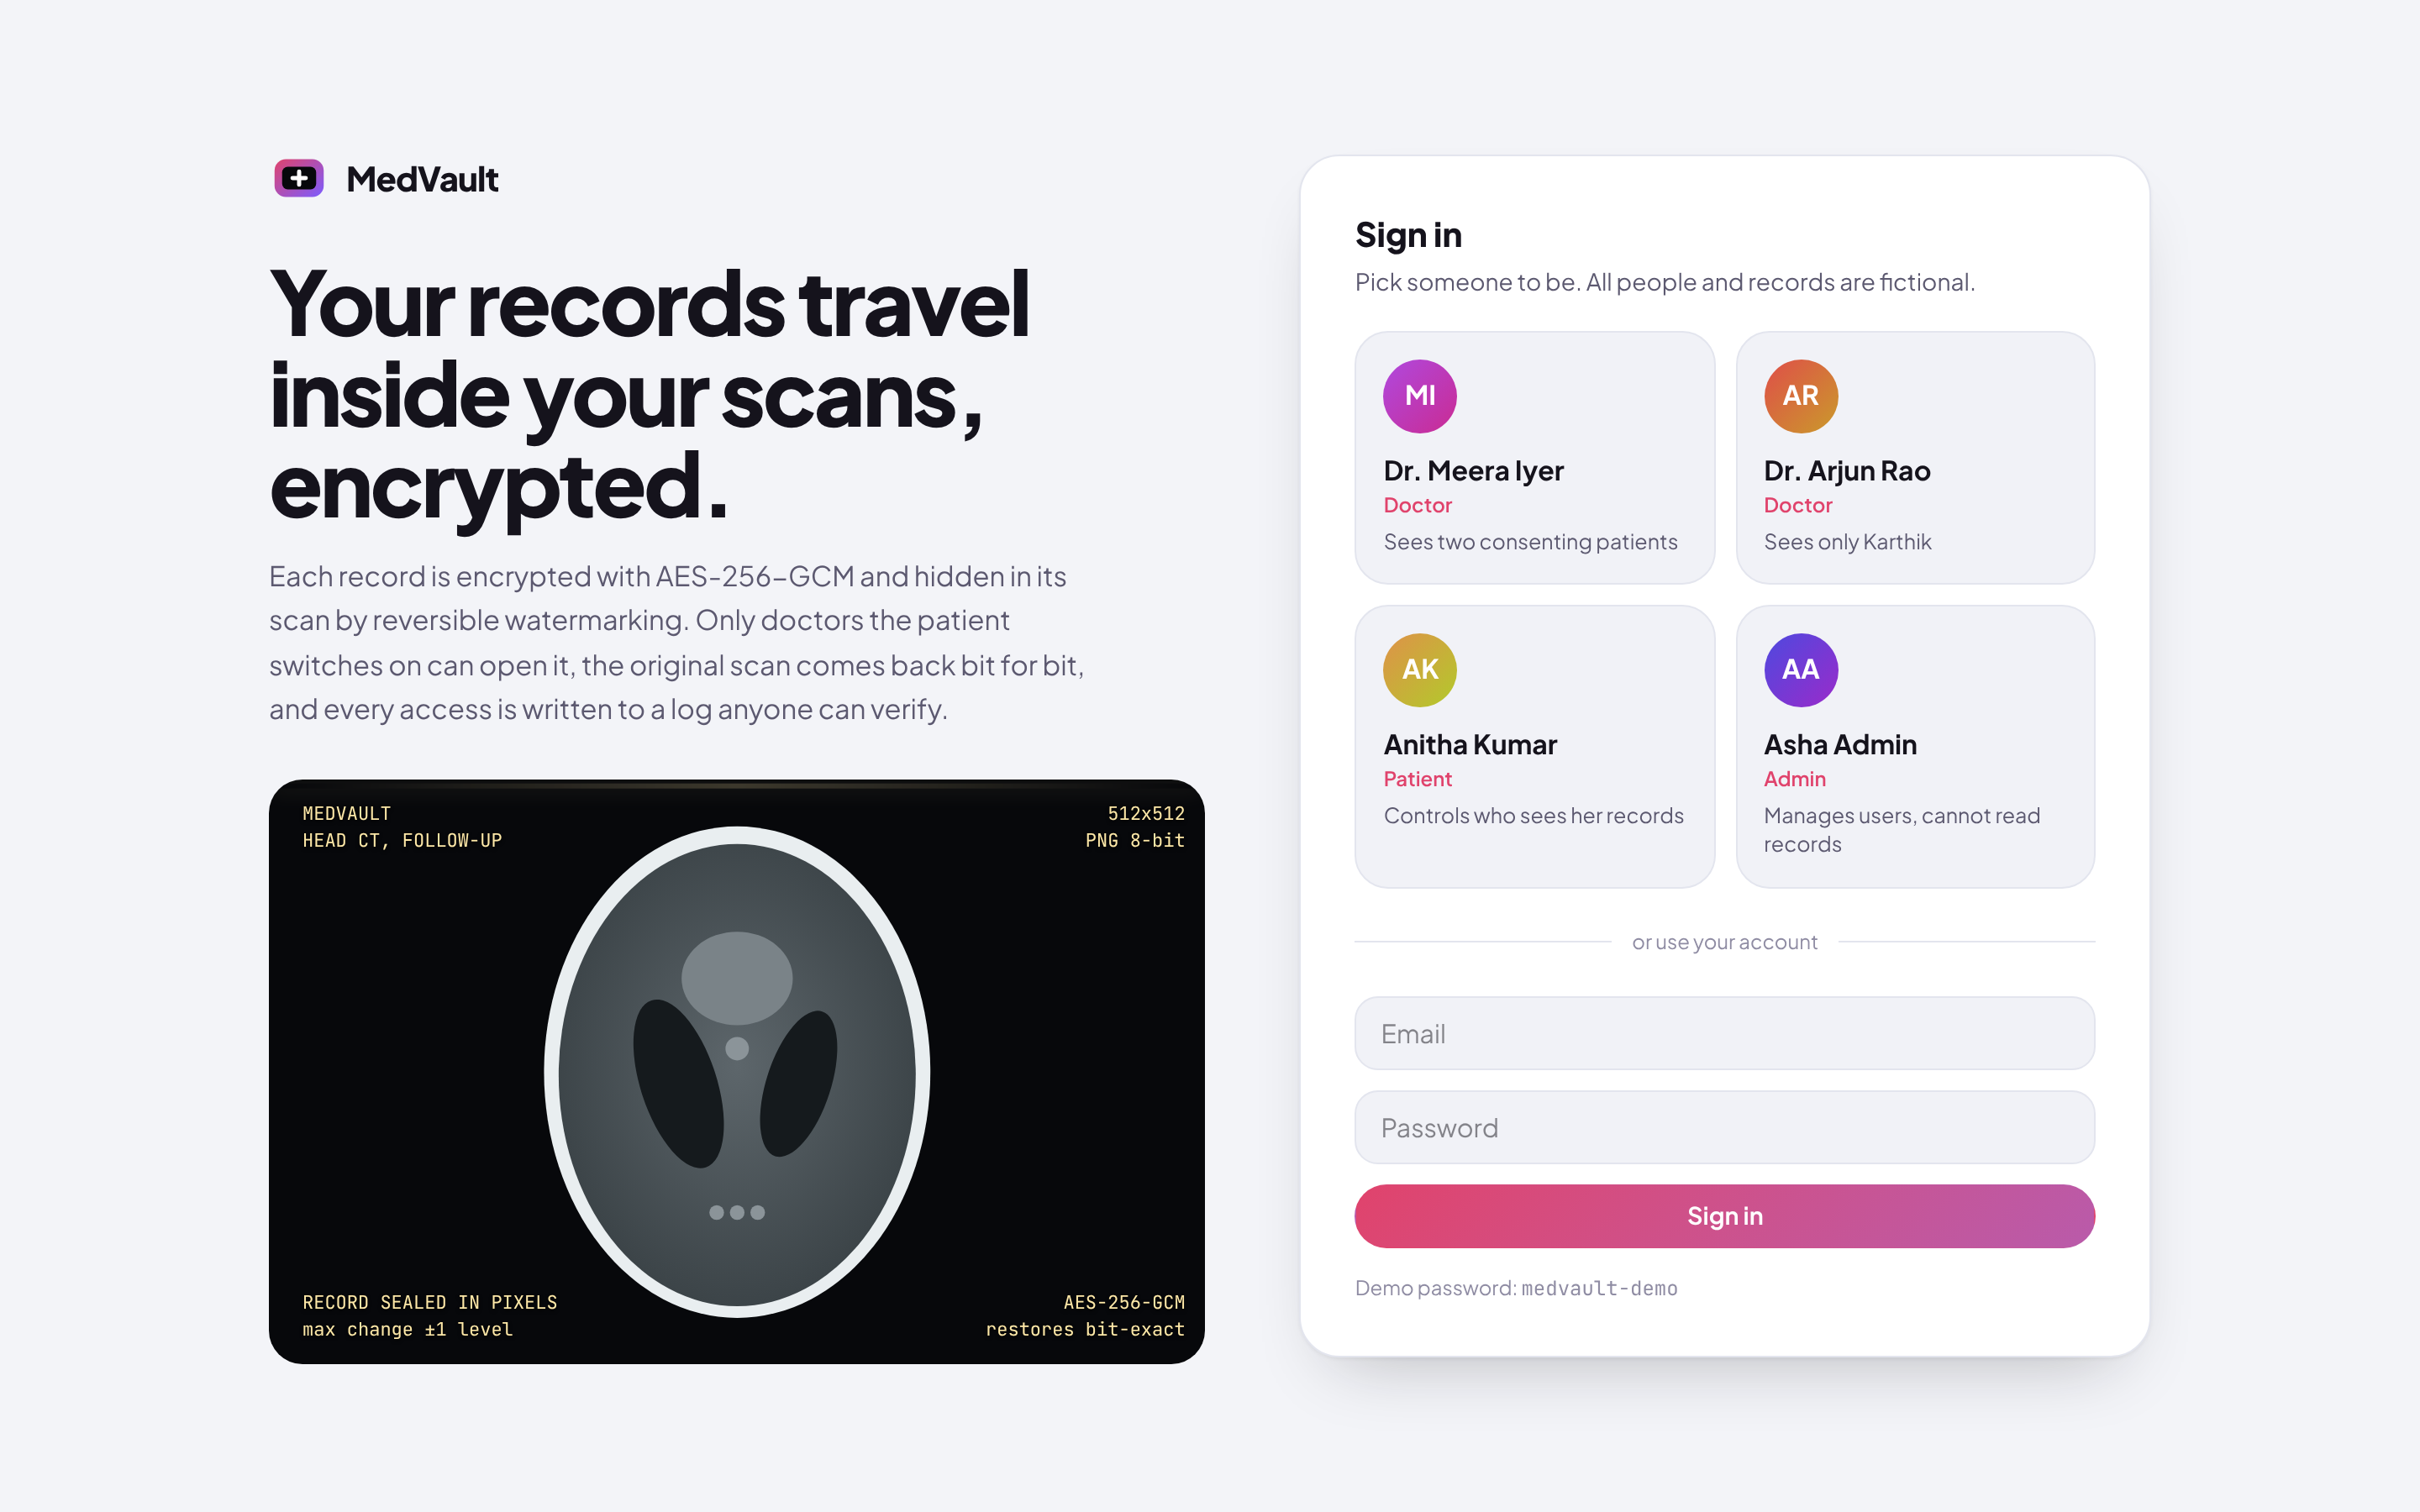 MedVault
Your records travel
inside your scans,
encrypted.
Each record is encrypted with AES-256-GCM and hidden in its
scan by reversible watermarking. Only doctors the patient
switches on can open it, the original scan comes back bit for bit,
and every access is written to a log anyone can verify.
MEDVAULT
HEAD CT, FOLLOW-UP
512x512
PNG 8-bit
RECORD SEALED IN PIXELS
max change ±1 level
AES-256-GCM
restores bit-exact
Sign in
Pick someone to be. All people and records are fictional.
MI
Dr. Meera Iyer
Doctor
Sees two consenting patients
AR
Dr. Arjun Rao
Doctor
Sees only Karthik
AK
Anitha Kumar
Patient
Controls who sees her records
AA
Asha Admin
Admin
Manages users, cannot read
records
or use your account
Email
Password
Sign in
Demo password: medvault-demo